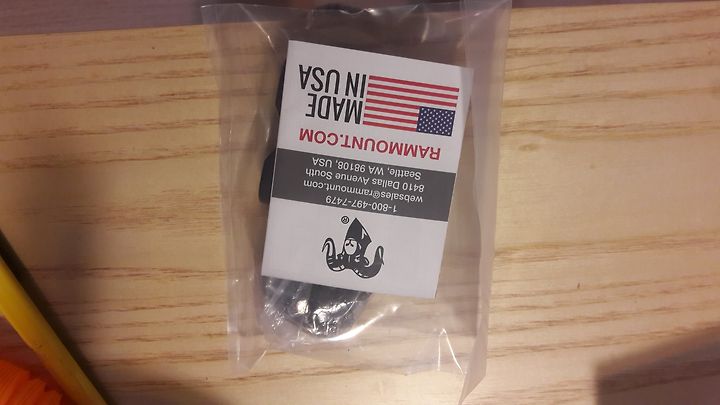 ®
1-800-497-7479
websales@rammount.com
8410 Dallas Avenue South
Seattle, WA 98108, USA
RAMMOUNT.COM
MADE
IN USA